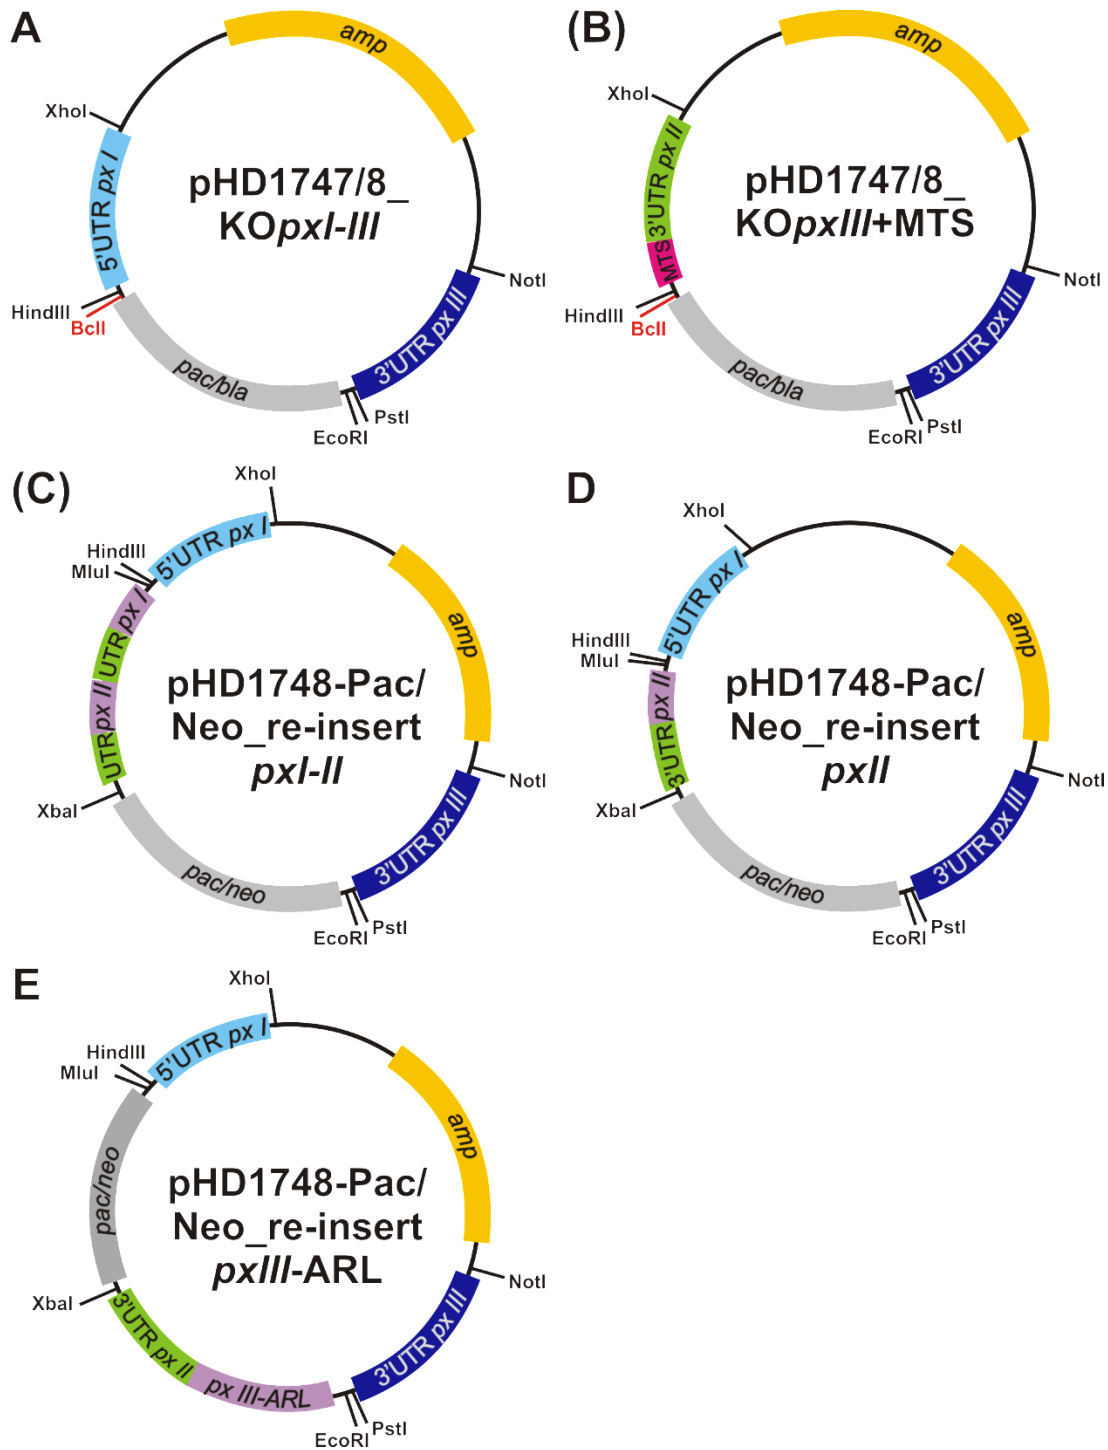 A
amp
XhoI
5'UTR px I
pHD1747/8_
KOpxI-III
NotI
HindIII
BclI
pac/bla
3'UTR px III
PstI
EcoRI
(B)
amp
XhoI
3'UTR px II
MTS
pHD1747/8_
KOpxIII+MTS
NotI
HindIII
BclI
pac/bla
3'UTR px III
PstI
EcoRI
(C)
XhoI
5'UTR px I
HindIII
MluI
px I
UTR
px II
UTR
amp
pHD1748-Pac/
Neo_re-insert
pxI-II
NotI
XbaI
pac/neo
3'UTR px III
PstI
EcoRI
D
XhoI
5'UTR px I
HindIII
MluI
px II
3'UTR
amp
pHD1748-Pac/
Neo_re-insert
pxII
NotI
XbaI
pac/neo
3'UTR px III
PstI
EcoRI
E
XhoI
5'UTR px I
HindIII
MluI
pac/neo
amp
pHD1748-Pac/
Neo_re-insert
pxIII-ARL
NotI
XbaI
3'UTR px II
px III-ARL
3'UTR px III
PstI
EcoRI